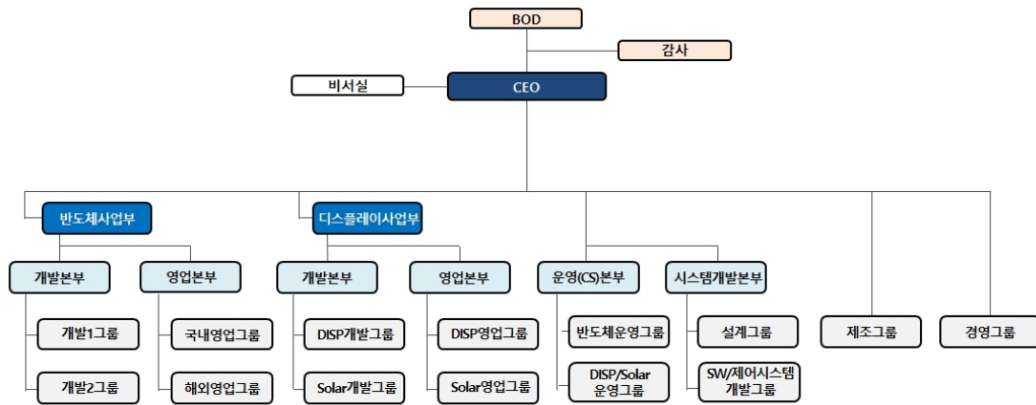 BOD
감사
비서실
CEO
반도체사업부
디스플레이사업부
개발본부
영업본부
개발본부
영업본부
운영(CS)본부
시스템개발본부
개발1그룹
국내영업그룹
DISP개발그룹
DISP영업그룹
반도체운영그룹
설계그룹
제조그룹
경영그룹
개발2그룹
해외영업그룹
Solar개발그룹
Solar영업그룹
DISP/Solar
운영그룹
SW/제어시스템
개발그룹